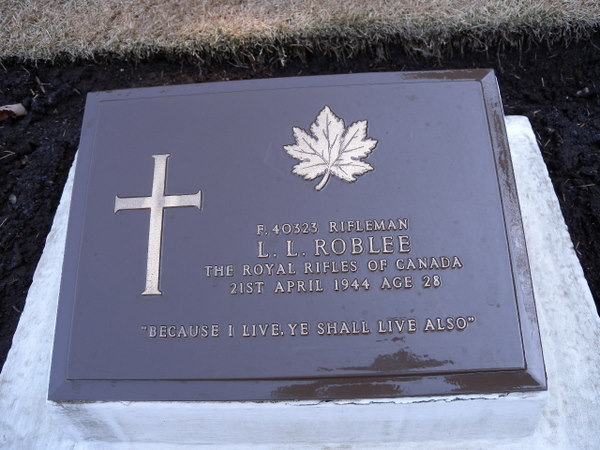 F. 40323 RIFLEMAN
L. L. ROBLEE
THE ROYAL RIFLES OF CANADA
21ST APRIL 1944 AGE 28
"BECAUSE I LIVE, YE SHALL LIVE ALSO"